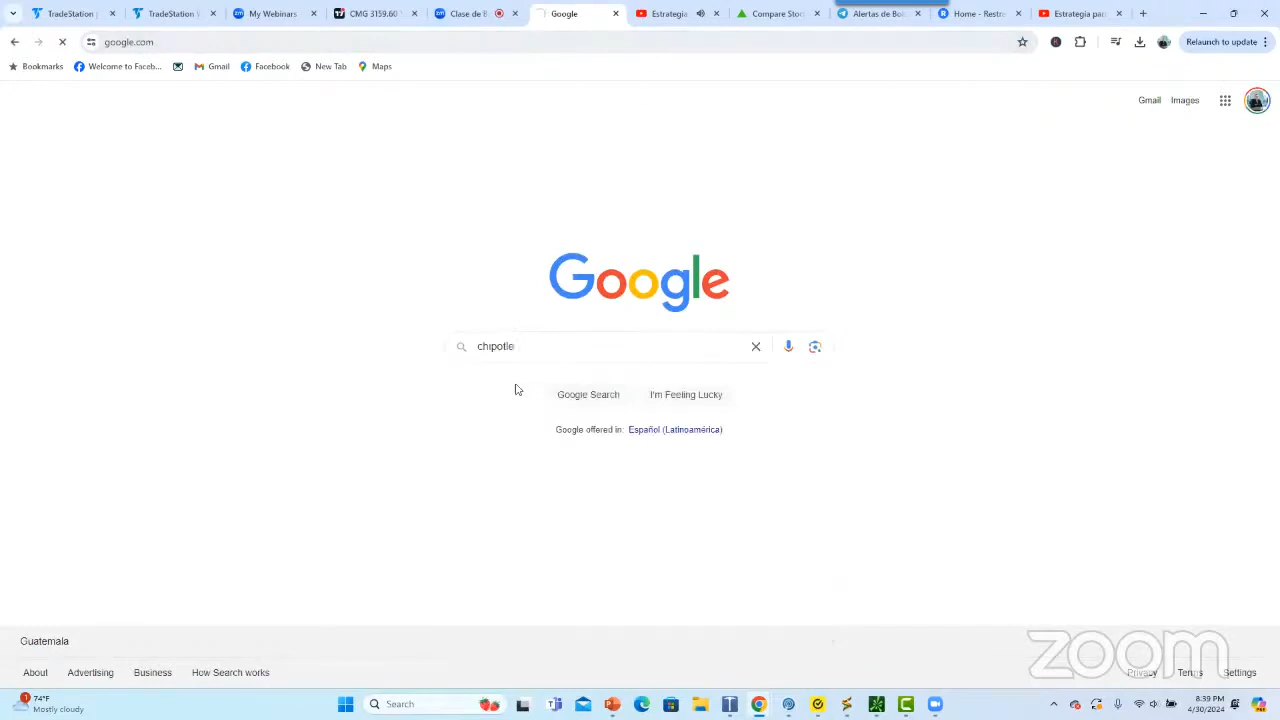 TradeStation
TradeStation
My Webinars
CMG 3159.60
Clase de B
Google
Estrategia
Compare Stoc
Alertas de Bol
Home - Restre
Estrategia par
google.com
Relaunch to update
Bookmarks
Welcome to Faceb...
Gmail
Facebook
New Tab
Maps
Gmail
Images
Google
chipotle
Google Search
I'm Feeling Lucky
Google offered in: Español (Latinoamérica)
Guatemala
zoom
About
Advertising
Business
How Search works
Privacy
Terms
Settings
74°F
Mostly cloudy
Search
8:39 PM
4/30/2024